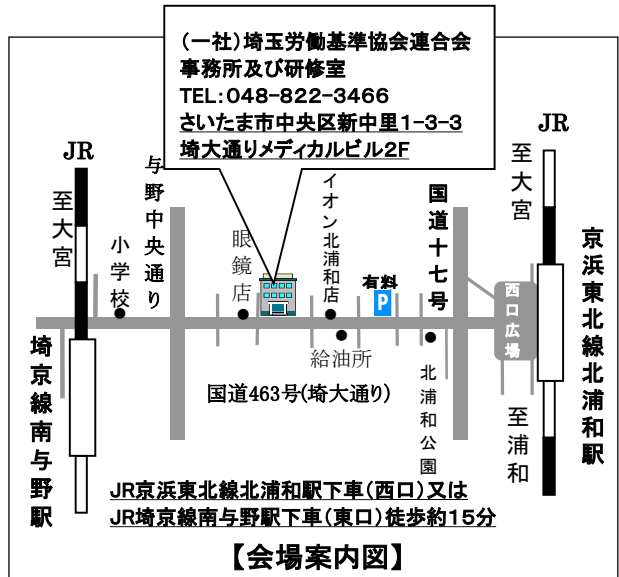 (一社)埼玉労働基準協会連合会
事務所及び研修室
TEL:048-822-3466
さいたま市中央区新中里1-3-3
埼大通りメディカルビル2F
JR
JR
至大宮
小学校
与野中央通り
眼鏡店
イオン北浦和店
有料
P
国道十七号
至大宮
西口広場
京浜東北線北浦和駅
埼京線南与野駅
給油所
国道463号(埼大通り)
北浦和公園
至浦和
JR京浜東北線北浦和駅下車(西口)又は
JR埼京線南与野駅下車(東口)徒歩約15分
【会場案内図】